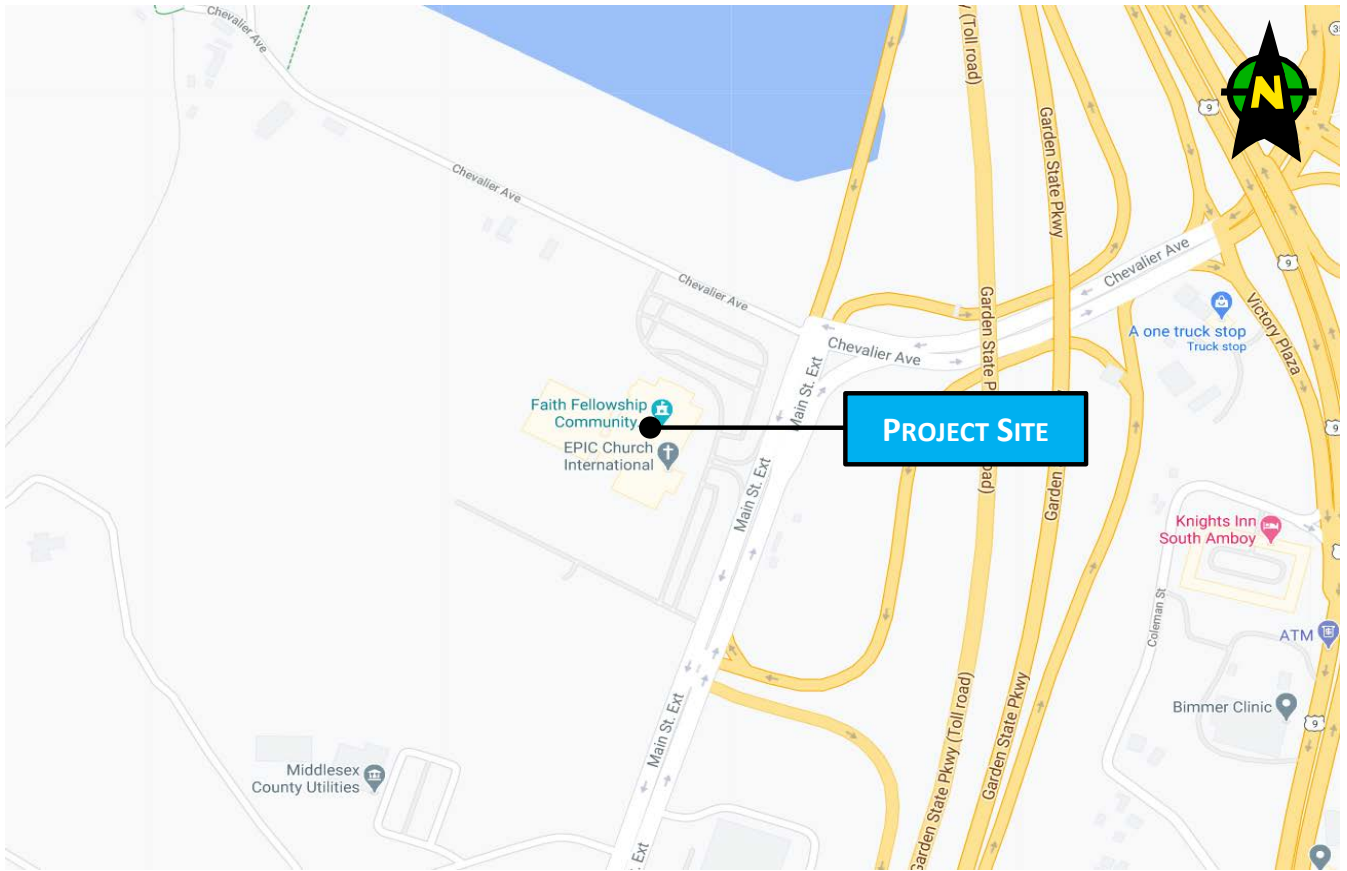 Chevalier Ave
Chevalier Ave
Chevalier Ave
(Toll road)
Garden State Pkwy
N
9
Chevalier Ave
9
Victory Plaza
A one truck stop
Truck stop
Garden State P
Chevalier Ave
Main St. Ext
Faith Fellowship
Community
EPIC Church
International
PROJECT SITE
9
oad)
Garden
Main St. Ext
Knights Inn
South Amboy
Coleman St
ATM
Main St. Ext
Garden State Pkwy (Toll road)
Garden State Pkwy
Bimmer Clinic
9
Middlesex
County Utilities
Ext